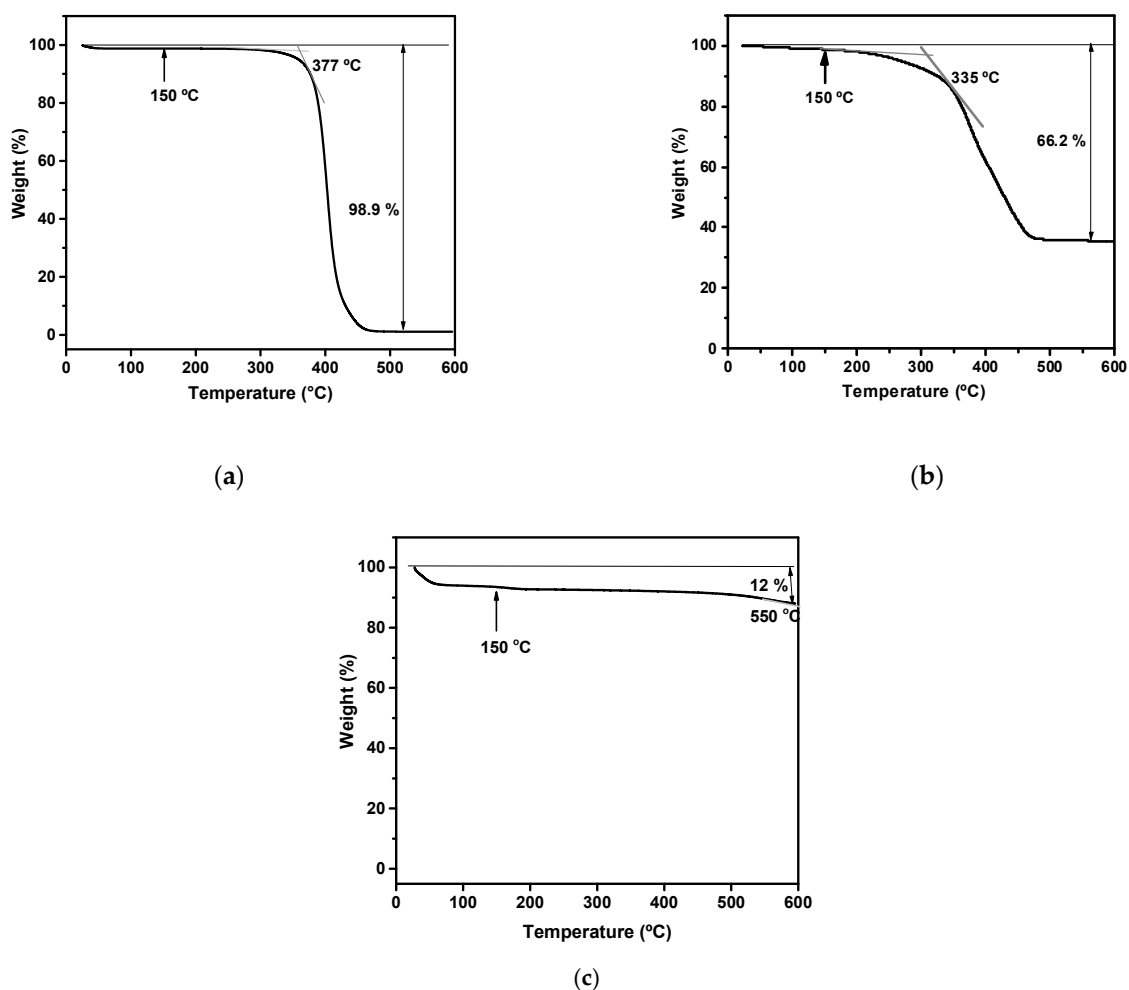 100
80
60
40
20
0
Weight (%)
150 ºC
377 ºC
98.9 %
0 100 200 300 400 500 600
Temperature (°C)
(a)
100
80
60
40
20
0
Weight (%)
150 ºC
335 ºC
66.2 %
0 100 200 300 400 500 600
Temperature (ºC)
(b)
100
80
60
40
20
0
Weight (%)
150 °C
12 %
550 °C
0 100 200 300 400 500 600
Temperature (ºC)
(c)